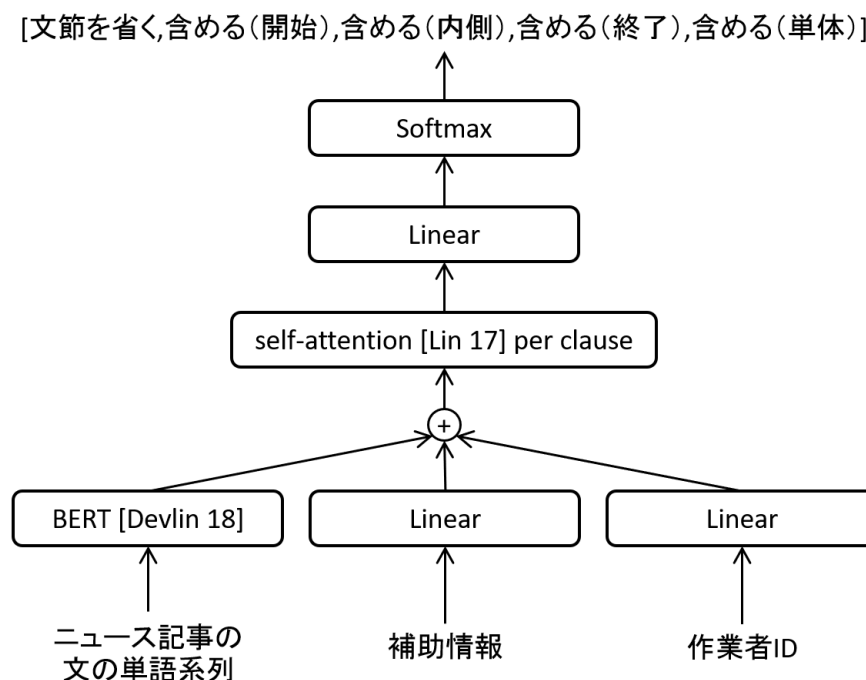 [文節を省く,含める(開始),含める(内側),含める(終了),含める(単体)]
Softmax
Linear
self-attention [Lin 17] per clause
+
BERT [Devlin 18]
Linear
Linear
ニュース記事の
文の単語系列
補助情報
作業者ID